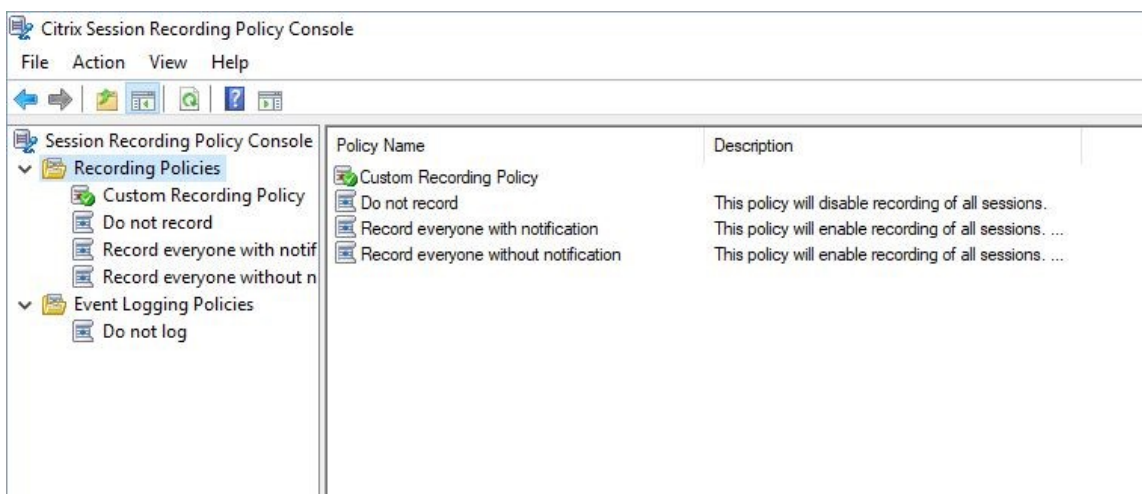 Citrix Session Recording Policy Console
File Action View Help
Session Recording Policy Console
Recording Policies
Custom Recording Policy
Do not record
Record everyone with notif
Record everyone without n
Event Logging Policies
Do not log
Policy Name Description
Custom Recording Policy
Do not record This policy will disable recording of all sessions.
Record everyone with notification This policy will enable recording of all sessions. ...
Record everyone without notification This policy will enable recording of all sessions. ...